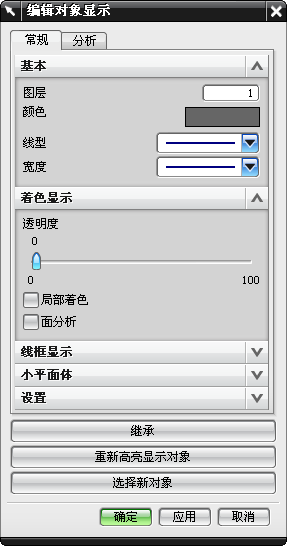 编辑对象显示
常规 分析
基本
图层 1
颜色
线型
宽度
着色显示
透明度
0
0 100
局部着色
面分析
线框显示
小平面体
设置
继承
重新高亮显示对象
选择新对象
确定 应用 取消